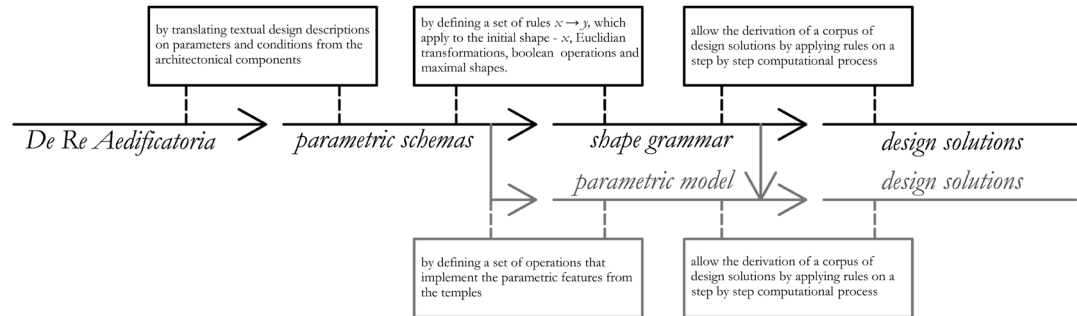 by translating textual design descriptions
on parameters and conditions from the
architectonical components
by defining a set of rules x → y, which
apply to the initial shape - x, Euclidian
transformations, boolean operations and
maximal shapes.
allow the derivation of a corpus of
design solutions by applying rules on a
step by step computational process
De Re Aedificatoria
parametric schemas
shape grammar
design solutions
parametric model
design solutions
by defining a set of operations that
implement the parametric features from
the temples
allow the derivation of a corpus of
design solutions by applying rules on a
step by step computational process